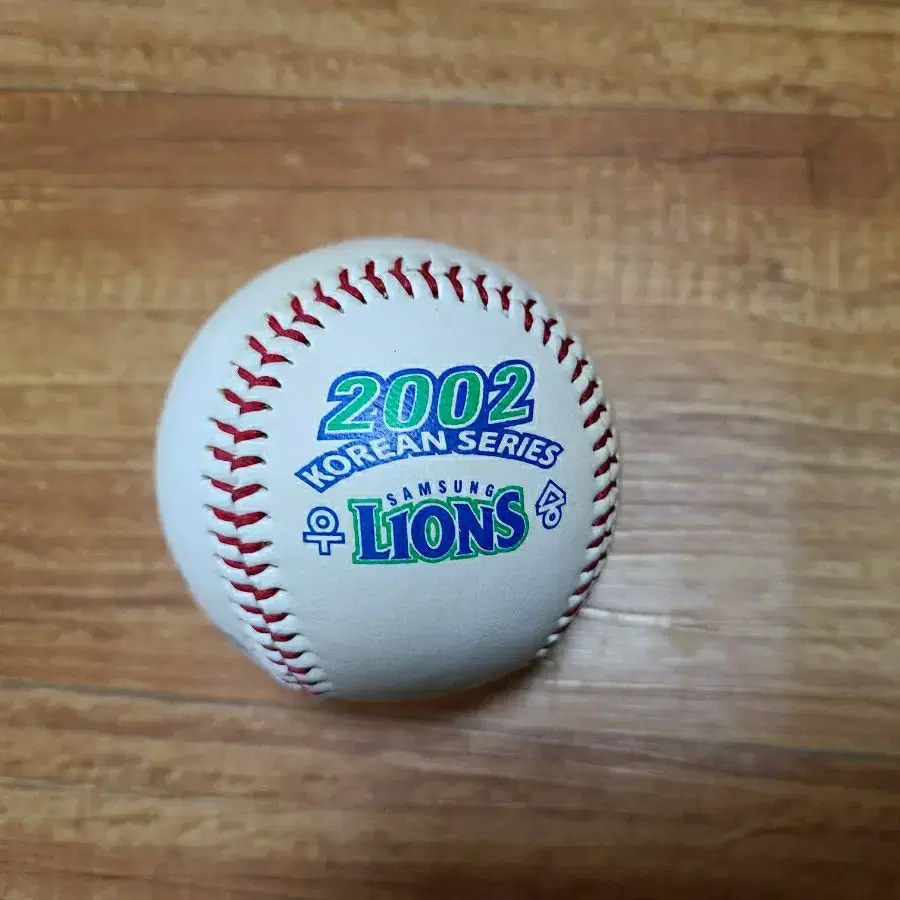 2002
KOREAN SERIES
SAMSUNG
LIONS